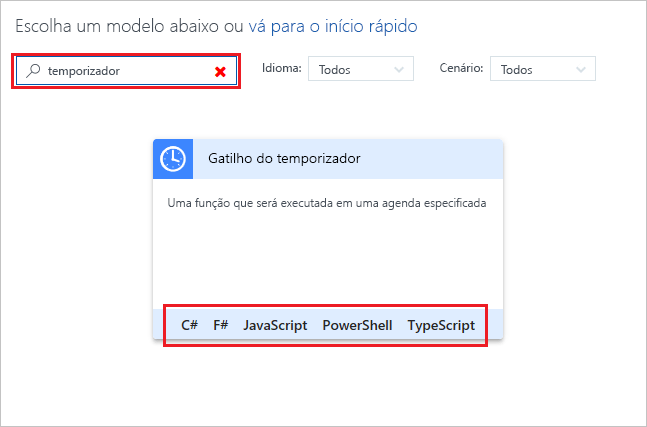 Escolha um modelo abaixo ou vá para o início rápido
temporizador Idioma: Todos Cenário: Todos
Gatilho do temporizador
Uma função que será executada em uma agenda especificada
C# F# JavaScript PowerShell TypeScript